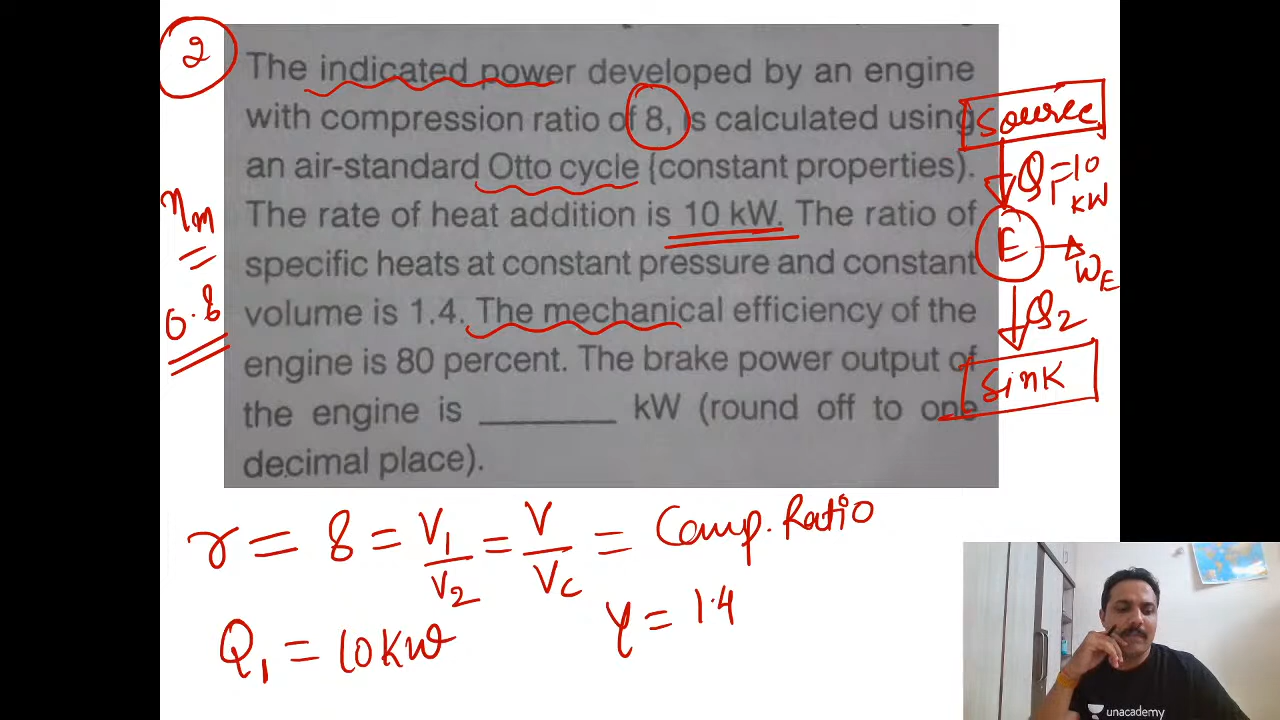 2
The indicated power developed by an engine
with compression ratio of 8, is calculated using
an air-standard Otto cycle {constant properties).
The rate of heat addition is 10 kW. The ratio of
specific heats at constant pressure and constant
volume is 1.4. The mechanical efficiency of the
engine is 80 percent. The brake power output of
the engine is ________ kW (round off to one
decimal place).
ηm
=
0.8
Source
Q1=10
KW
E
WE
Q2
Sink
r = 8 = V1/V2 = V/Vc = Comp. Ratio
Q1 = 10KW
γ = 1.4
unacademy